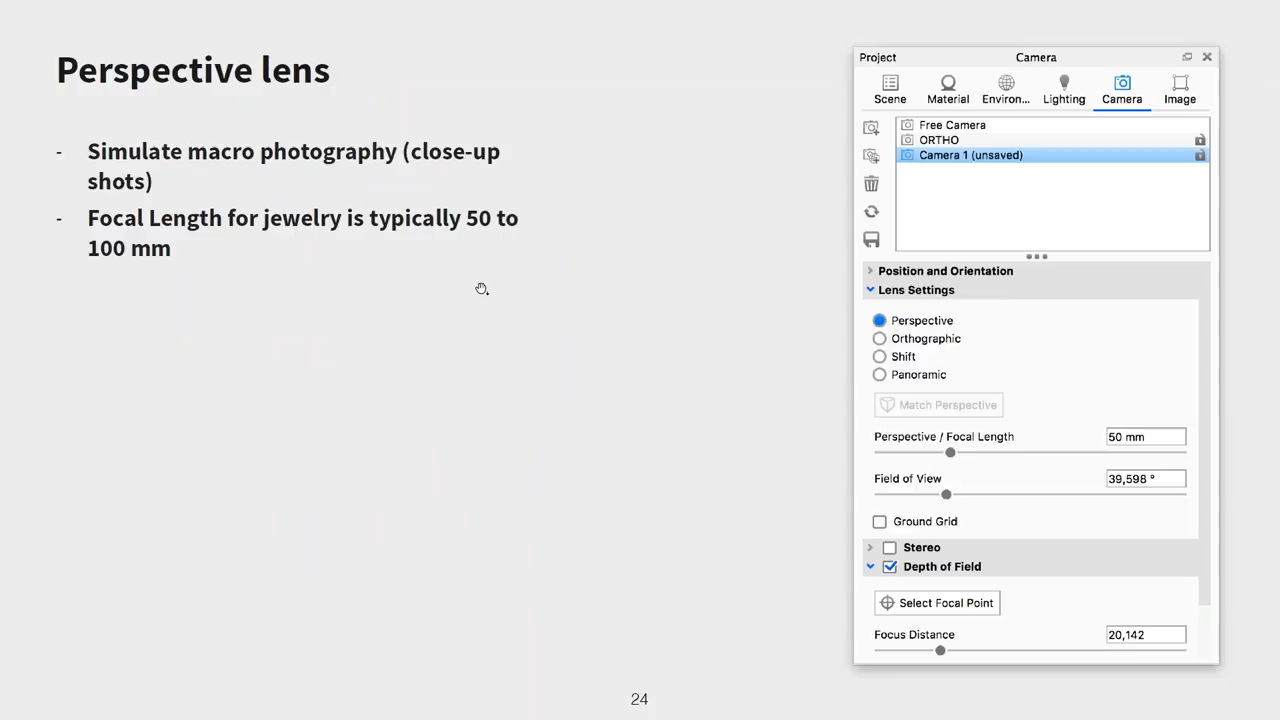 Perspective lens
- Simulate macro photography (close-up
shots)
- Focal Length for jewelry is typically 50 to
100 mm
Project
Camera
Scene
Material
Environ...
Lighting
Camera
Image
Free Camera
ORTHO
Camera 1 (unsaved)
Position and Orientation
Lens Settings
Perspective
Orthographic
Shift
Panoramic
Match Perspective
Perspective / Focal Length
50 mm
Field of View
39,598 °
Ground Grid
Stereo
Depth of Field
Select Focal Point
Focus Distance
20,142
24